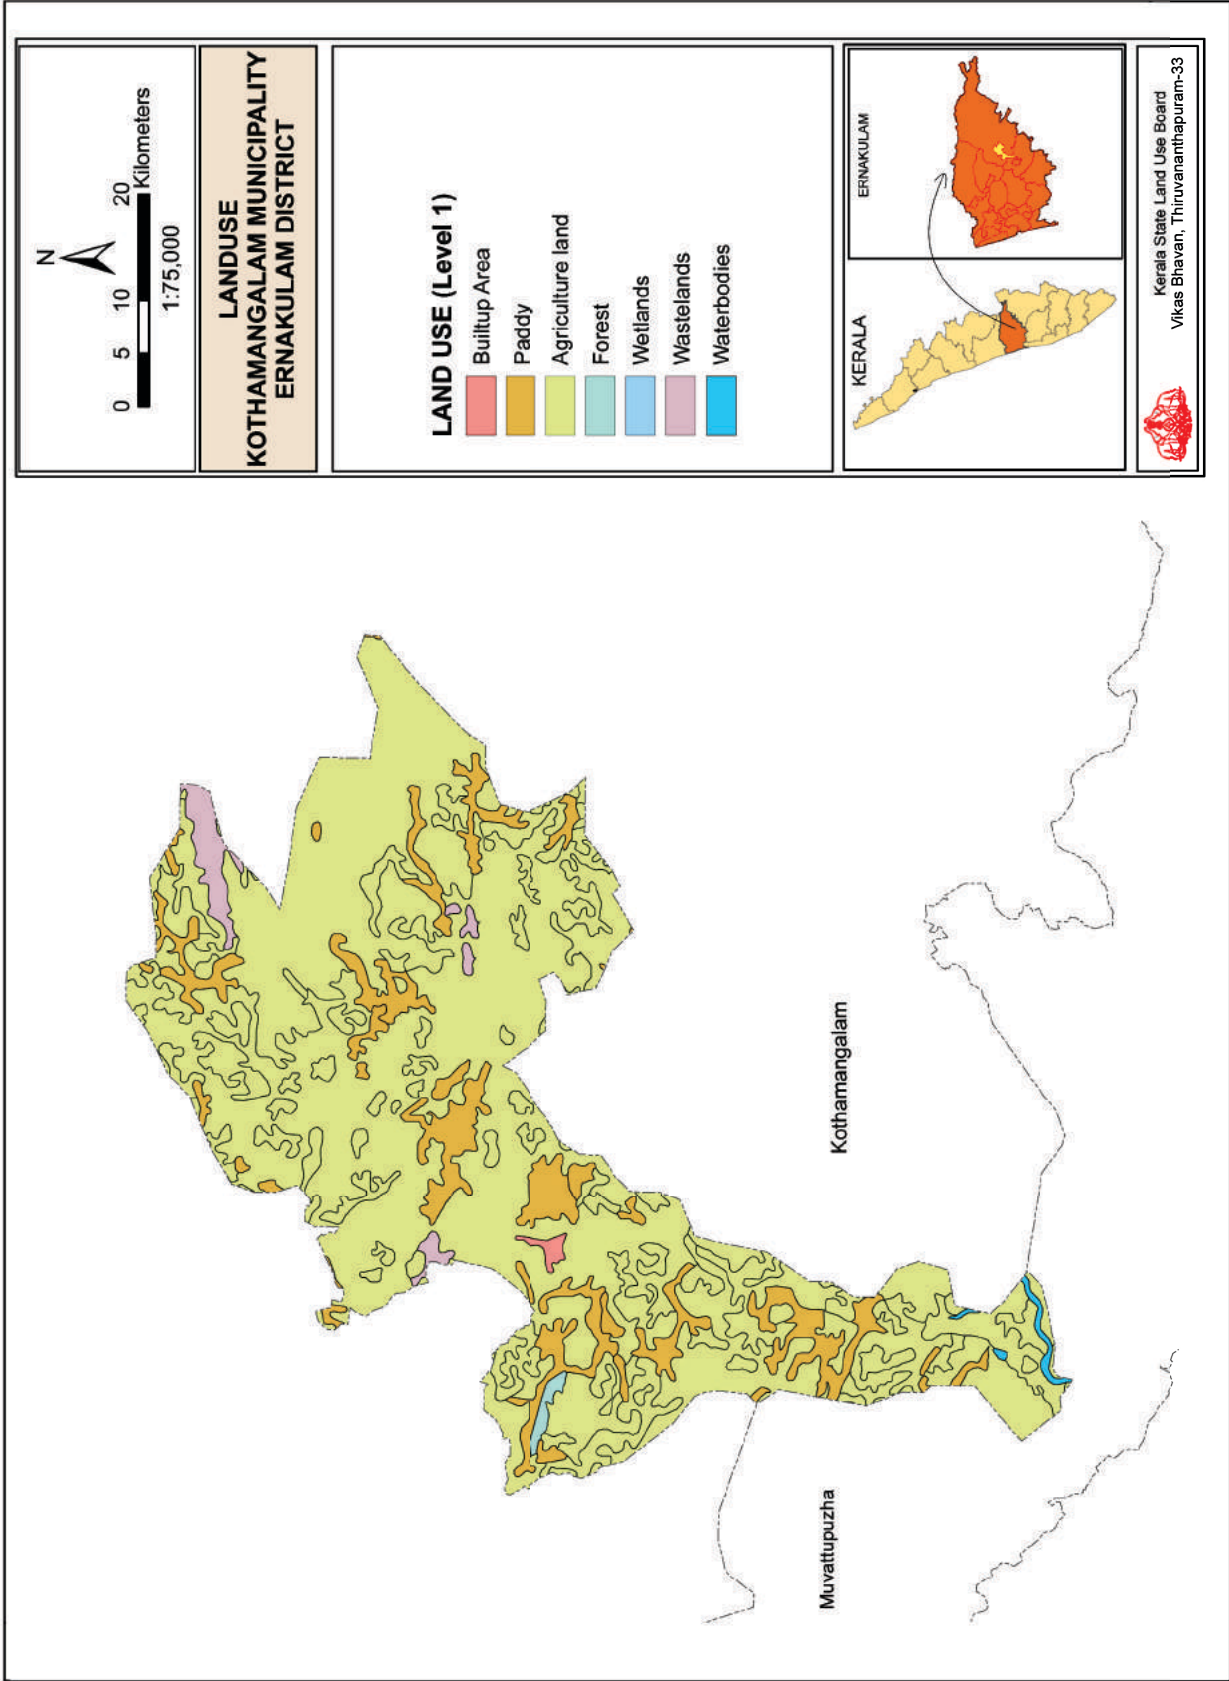 N
0 5 10 20 Kilometers
1:75,000
LANDUSE
KOTHAMANGALAM MUNICIPALITY
ERNAKULAM DISTRICT
LAND USE (Level 1)
Builtup Area
Paddy
Agriculture land
Forest
Wetlands
Wastelands
Waterbodies
KERALA
ERNAKULAM
Kerala State Land Use Board
Vikas Bhavan, Thiruvananthapuram-33
Muvattupuzha
Kothamangalam